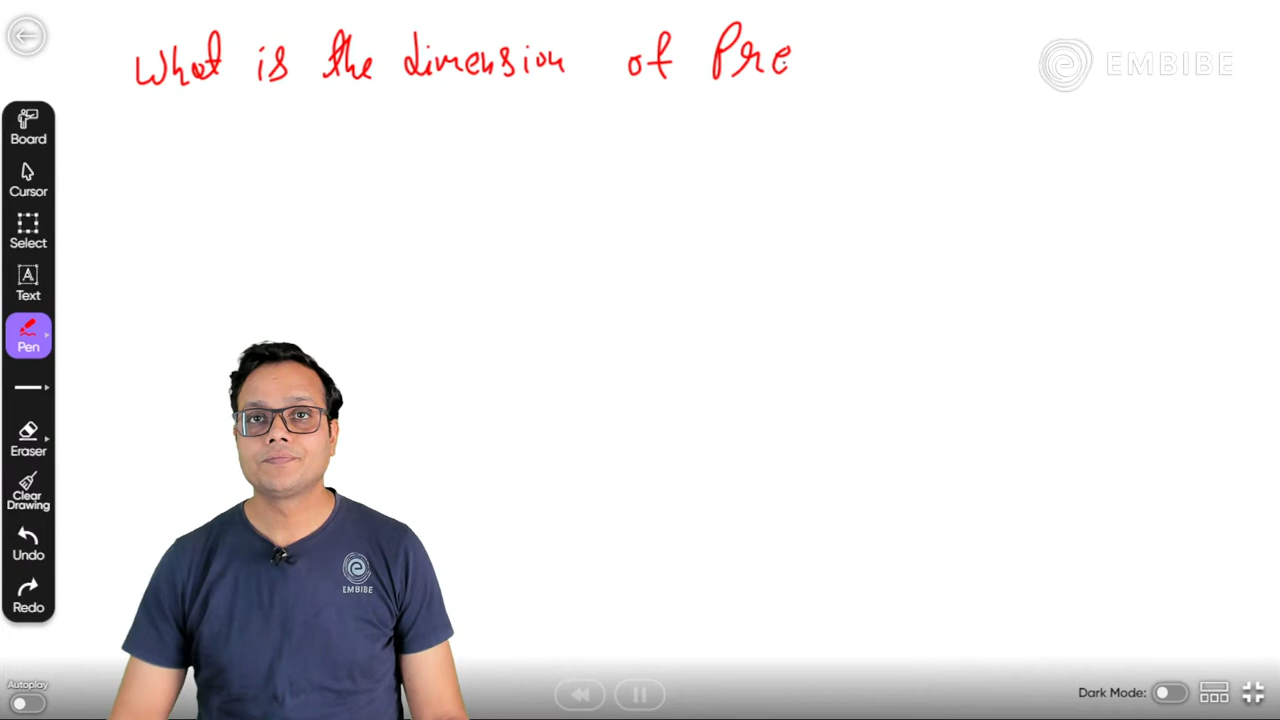 What is the dimension of Pre
EMBIBE
Board
Cursor
Select
Text
Pen
Eraser
Clear
Drawing
Undo
Redo
EMBIBE
Autoplay
Dark Mode: